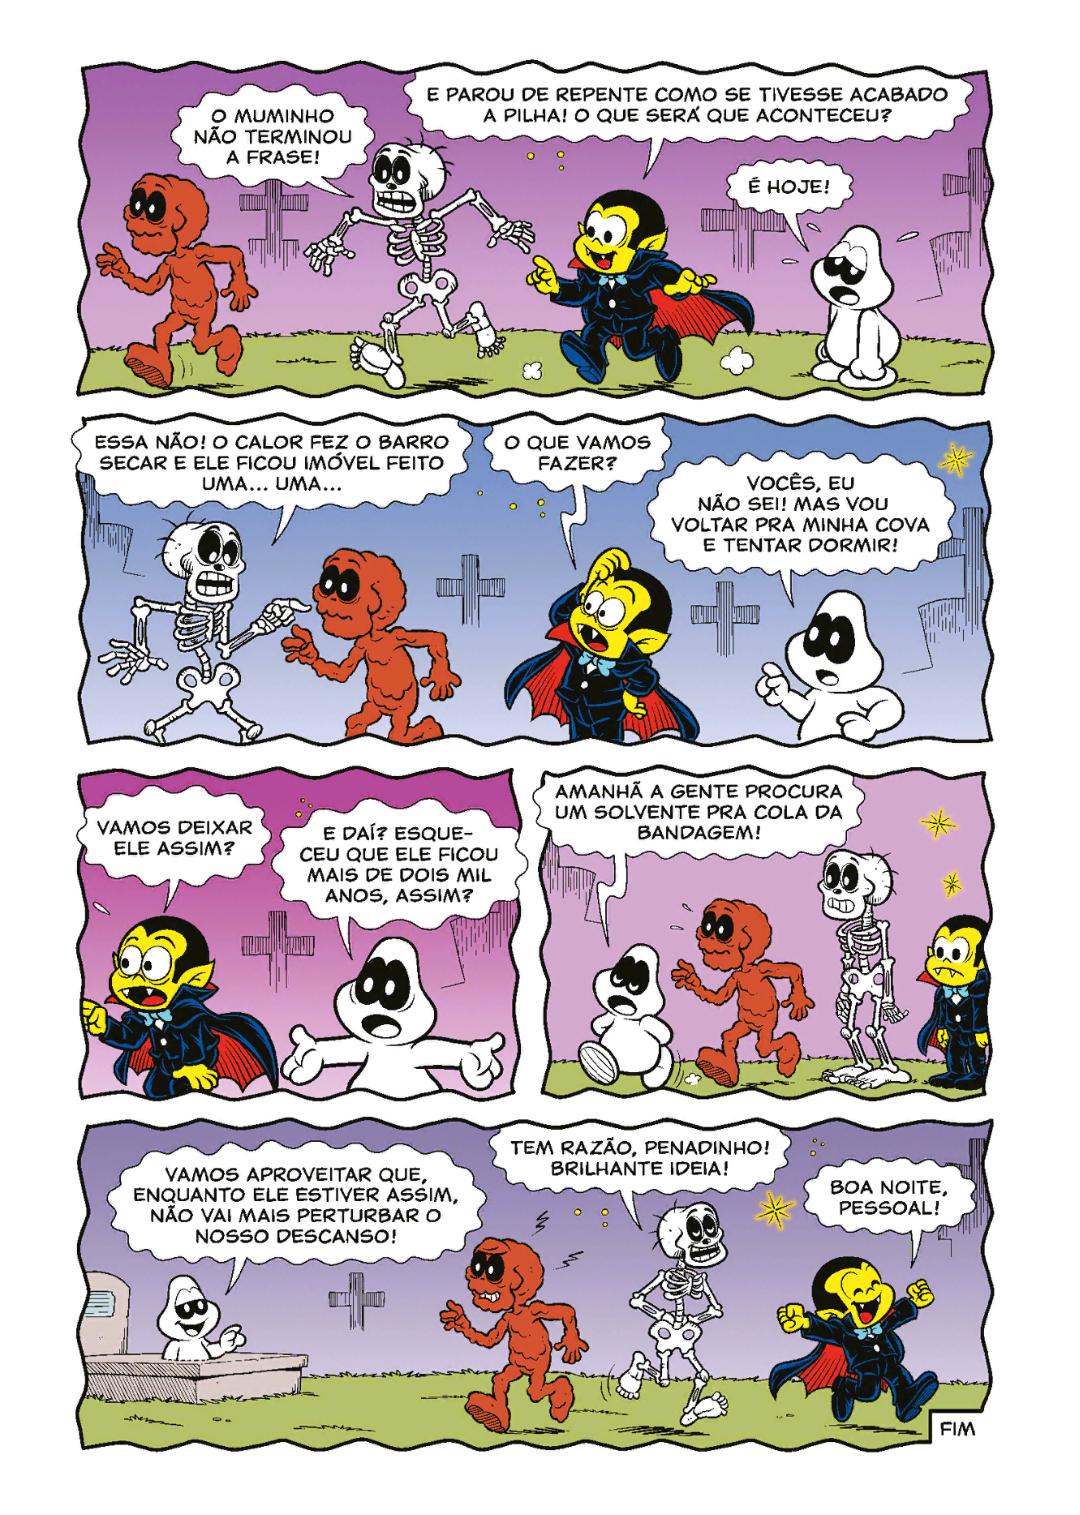 O MUMINHO
NÃO TERMINOU
A FRASE!
E PAROU DE REPENTE COMO SE TIVESSE ACABADO
A PILHA! O QUE SERÁ QUE ACONTECEU?
É HOJE!
ESSA NÃO! O CALOR FEZ O BARRO
SECAR E ELE FICOU IMÓVEL FEITO
UMA... UMA...
O QUE VAMOS
FAZER?
VOCÊS, EU
NÃO SEI! MAS VOU
VOLTAR PRA MINHA COVA
E TENTAR DORMIR!
VAMOS DEIXAR
ELE ASSIM?
E DAÍ? ESQUE-
CEU QUE ELE FICOU
MAIS DE DOIS MIL
ANOS, ASSIM?
AMANHÃ A GENTE PROCURA
UM SOLVENTE PRA COLA DA
BANDAGEM!
VAMOS APROVEITAR QUE,
ENQUANTO ELE ESTIVER ASSIM,
NÃO VAI MAIS PERTURBAR O
NOSSO DESCANSO!
TEM RAZÃO, PENADINHO!
BRILHANTE IDEIA!
BOA NOITE,
PESSOAL!
FIM